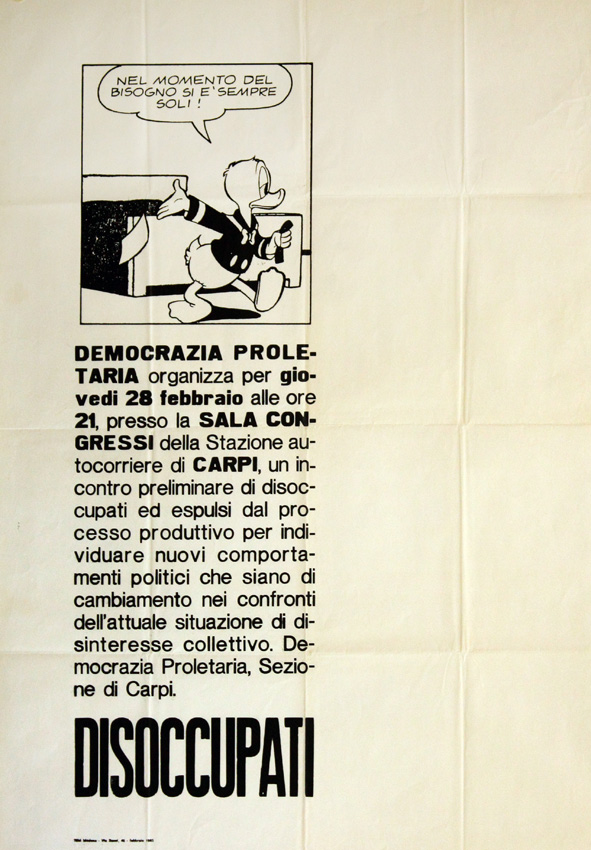 NEL MOMENTO DEL
BISOGNO SI E' SEMPRE
SOLI!
DEMOCRAZIA PROLE-
TARIA organizza per gio-
vedi 28 febbraio alle ore
21, presso la SALA CON-
GRESSI della Stazione au-
tocorriere di CARPI, un in-
contro preliminare di disoc-
cupati ed espulsi dal pro-
cesso produttivo per indi-
viduare nuovi comporta-
menti politici che siano di
cambiamento nei confronti
dell'attuale situazione di di-
sinteresse collettivo. De-
mocrazia Proletaria, Sezio-
ne di Carpi.
DISOCCUPATI